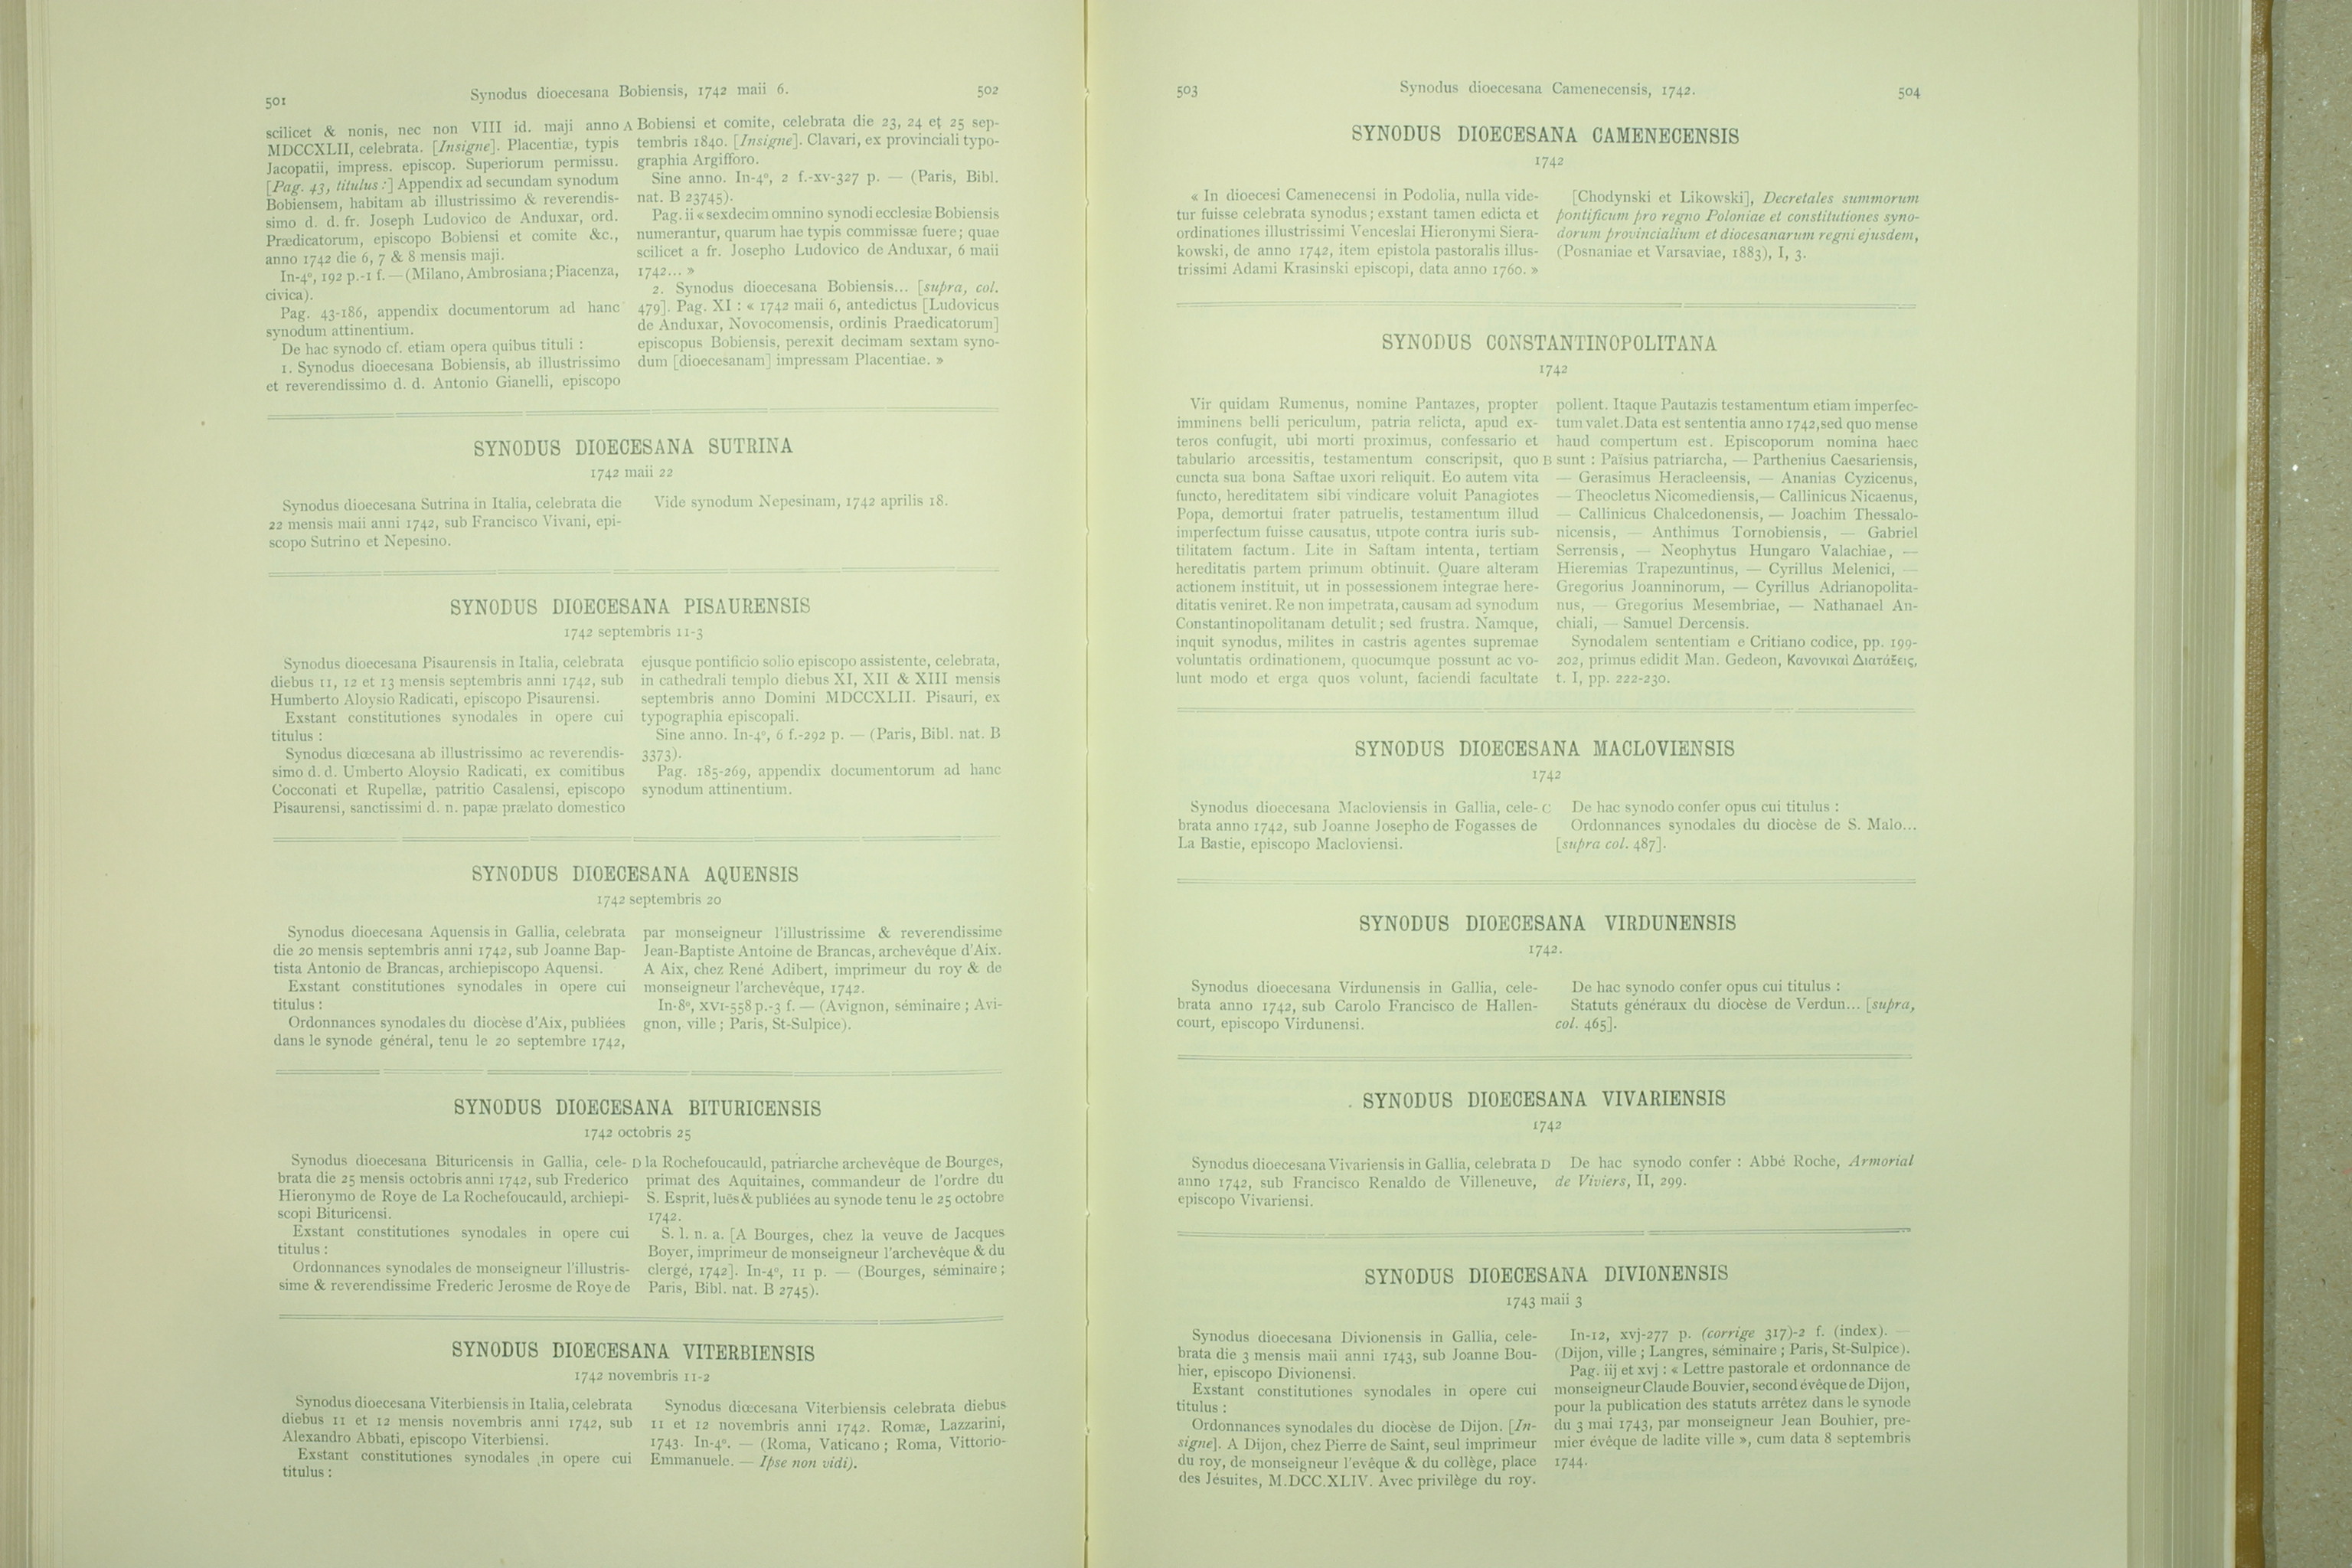 501
Synodus dioecesana Bobiensis, 1742 maii 6.
502
scilicet & nonis, nec non VIII id. maji anno
MDCCXLII, celebrata. [Insigne]. Placentiæ, typis
Jacopatii, impress. episcop. Superiorum permissu.
[Pag. 43, titulus :] Appendix ad secundam synodum
Bobiensem, habitam ab illustrissimo & reverendis-
simo d. d. fr. Joseph Ludovico de Anduxar, ord.
Prædicatorum, episcopo Bobiensi et comite &c.,
anno 1742 die 6, 7 & 8 mensis maji.
In-4º, 192 p.-1 f. — (Milano, Ambrosiana; Piacenza,
civica).
Pag. 43-186, appendix documentorum ad hanc
synodum attinentium.
De hac synodo cf. etiam opera quibus tituli :
1. Synodus dioecesana Bobiensis, ab illustrissimo
et reverendissimo d. d. Antonio Gianelli, episcopo
A
Bobiensi et comite, celebrata die 23, 24 et 25 sep-
tembris 1840. [Insigne]. Clavari, ex provinciali typo-
graphia Argifforo.
Sine anno. In-4º, 2 f.-xv-327 p. — (Paris, Bibl.
nat. B 23745).
Pag. ii « sexdecim omnino synodi ecclesiæ Bobiensis
numerantur, quarum hae typis commissæ fuere; quae
scilicet a fr. Josepho Ludovico de Anduxar, 6 maii
1742... »
2. Synodus dioecesana Bobiensis... [supra, col.
479]. Pag. XI : « 1742 maii 6, antedictus [Ludovicus
de Anduxar, Novocomensis, ordinis Praedicatorum]
episcopus Bobiensis, perexit decimam sextam syno-
dum [dioecesanam] impressam Placentiae. »
SYNODUS DIOECESANA SUTRINA
1742 maii 22
Synodus dioecesana Sutrina in Italia, celebrata die
22 mensis maii anni 1742, sub Francisco Vivani, epi-
scopo Sutrino et Nepesino.
Vide synodum Nepesinam, 1742 aprilis 18.
SYNODUS DIOECESANA PISAURENSIS
1742 septembris 11-3
Synodus dioecesana Pisaurensis in Italia, celebrata
diebus 11, 12 et 13 mensis septembris anni 1742, sub
Humberto Aloysio Radicati, episcopo Pisaurensi.
Exstant constitutiones synodales in opere cui
titulus :
Synodus diœcesana ab illustrissimo ac reverendis-
simo d. d. Umberto Aloysio Radicati, ex comitibus
Cocconati et Rupellæ, patritio Casalensi, episcopo
Pisaurensi, sanctissimi d. n. papæ prælato domestico
ejusque pontificio solio episcopo assistente, celebrata,
in cathedrali templo diebus XI, XII & XIII mensis
septembris anno Domini MDCCXLII. Pisauri, ex
typographia episcopali.
Sine anno. In-4º, 6 f.-292 p. — (Paris, Bibl. nat. B
3373).
Pag. 185-269, appendix documentorum ad hanc
synodum attinentium.
SYNODUS DIOECESANA AQUENSIS
1742 septembris 20
Synodus dioecesana Aquensis in Gallia, celebrata
die 20 mensis septembris anni 1742, sub Joanne Bap-
tista Antonio de Brancas, archiepiscopo Aquensi.
Exstant constitutiones synodales in opere cui
titulus :
Ordonnances synodales du diocèse d'Aix, publiées
dans le synode général, tenu le 20 septembre 1742,
par monseigneur l'illustrissime & reverendissime
Jean-Baptiste Antoine de Brancas, archevêque d'Aix.
A Aix, chez René Adibert, imprimeur du roy & de
monseigneur l'archevêque, 1742.
In-8º, XVI-558 p.-3 f. — (Avignon, séminaire ; Avi-
gnon, ville ; Paris, St-Sulpice).
SYNODUS DIOECESANA BITURICENSIS
1742 octobris 25
Synodus dioecesana Bituricensis in Gallia, cele-
brata die 25 mensis octobris anni 1742, sub Frederico
Hieronymo de Roye de La Rochefoucauld, archiepi-
scopi Bituricensi.
Exstant constitutiones synodales in opere cui
titulus :
Ordonnances synodales de monseigneur l'illustris-
sime & reverendissime Frederic Jerosme de Roye de
D
la Rochefoucauld, patriarche archevêque de Bourges,
primat des Aquitaines, commandeur de l'ordre du
S. Esprit, luës & publiées au synode tenu le 25 octobre
1742.
S. l. n. a. [A Bourges, chez la veuve de Jacques
Boyer, imprimeur de monseigneur l'archevêque & du
clergé, 1742]. In-4º, 11 p. — (Bourges, séminaire ;
Paris, Bibl. nat. B 2745).
SYNODUS DIOECESANA VITERBIENSIS
1742 novembris 11-2
Synodus dioecesana Viterbiensis in Italia, celebrata
diebus 11 et 12 mensis novembris anni 1742, sub
Alexandro Abbati, episcopo Viterbiensi.
Exstant constitutiones synodales in opere cui
titulus :
Synodus diœcesana Viterbiensis celebrata diebus
11 et 12 novembris anni 1742. Romæ, Lazzarini,
1743. In-4º. — (Roma, Vaticano ; Roma, Vittorio-
Emmanuele. — Ipse non vidi).
503
Synodus dioecesana Camenecensis, 1742.
504
SYNODUS DIOECESANA CAMENECENSIS
1742
« In dioecesi Camenecensi in Podolia, nulla vide-
tur fuisse celebrata synodus ; exstant tamen edicta et
ordinationes illustrissimi Venceslai Hieronymi Siera-
kowski, de anno 1742, item epistola pastoralis illus-
trissimi Adami Krasinski episcopi, data anno 1760. »
[Chodynski et Likowski], Decretales summorum
pontificum pro regno Poloniae et constitutiones syno-
dorum provincialium et diocesanarum regni ejusdem,
(Posnaniae et Varsaviae, 1883), I, 3.
SYNODUS CONSTANTINOPOLITANA
1742
Vir quidam Rumenus, nomine Pantazes, propter
imminens belli periculum, patria relicta, apud ex-
teros confugit, ubi morti proximus, confessario et
tabulario arcessitis, testamentum conscripsit, quo
cuncta sua bona Saftae uxori reliquit. Eo autem vita
functo, hereditatem sibi vindicare voluit Panagiotes
Popa, demortui frater patruelis, testamentum illud
imperfectum fuisse causatus, utpote contra iuris sub-
tilitatem factum. Lite in Saftam intenta, tertiam
hereditatis partem primum obtinuit. Quare alteram
actionem instituit, ut in possessionem integrae here-
ditatis veniret. Re non impetrata, causam ad synodum
Constantinopolitanam detulit ; sed frustra. Namque,
inquit synodus, milites in castris agentes supremae
voluntatis ordinationem, quocumque possunt ac vo-
lunt modo et erga quos volunt, faciendi facultate
B
pollent. Itaque Pautazis testamentum etiam imperfec-
tum valet. Data est sententia anno 1742, sed quo mense
haud compertum est. Episcoporum nomina haec
sunt : Païsius patriarcha, — Parthenius Caesariensis,
— Gerasimus Heracleensis, — Ananias Cyzicenus,
— Theocletus Nicomediensis, — Callinicus Nicaenus,
— Callinicus Chalcedonensis, — Joachim Thessalo-
nicensis, — Anthimus Tornobiensis, — Gabriel
Serrensis, — Neophytus Hungaro Valachiae, —
Hieremias Trapezuntinus, — Cyrillus Melenici, —
Gregorius Joanninorum, — Cyrillus Adrianopolita-
nus, — Gregorius Mesembriae, — Nathanael An-
chiali, — Samuel Dercensis.
Synodalem sententiam e Critiano codice, pp. 199-
202, primus edidit Man. Gedeon, Κανονικαὶ Διατάξεις,
t. I, pp. 222-230.
SYNODUS DIOECESANA MACLOVIENSIS
1742
Synodus dioecesana Macloviensis in Gallia, cele-
brata anno 1742, sub Joanne Josepho de Fogasses de
La Bastie, episcopo Macloviensi.
C
De hac synodo confer opus cui titulus :
Ordonnances synodales du diocèse de S. Malo...
[supra col. 487].
SYNODUS DIOECESANA VIRDUNENSIS
1742.
Synodus dioecesana Virdunensis in Gallia, cele-
brata anno 1742, sub Carolo Francisco de Hallen-
court, episcopo Virdunensi.
De hac synodo confer opus cui titulus :
Statuts généraux du diocèse de Verdun... [supra,
col. 465].
SYNODUS DIOECESANA VIVARIENSIS
1742
Synodus dioecesana Vivariensis in Gallia, celebrata
anno 1742, sub Francisco Renaldo de Villeneuve,
episcopo Vivariensi.
D
De hac synodo confer : Abbé Roche, Armorial
de Viviers, II, 299.
SYNODUS DIOECESANA DIVIONENSIS
1743 maii 3
Synodus dioecesana Divionensis in Gallia, cele-
brata die 3 mensis maii anni 1743, sub Joanne Bou-
hier, episcopo Divionensi.
Exstant constitutiones synodales in opere cui
titulus :
Ordonnances synodales du diocèse de Dijon. [In-
signe]. A Dijon, chez Pierre de Saint, seul imprimeur
du roy, de monseigneur l'evêque & du collège, place
des Jésuites, M.DCC.XLIV. Avec privilège du roy.
In-12, xvj-277 p. (corrige 317)-2 f. (index). —
(Dijon, ville ; Langres, séminaire ; Paris, St-Sulpice).
Pag. iij et xvj : « Lettre pastorale et ordonnance de
monseigneur Claude Bouvier, second évêque de Dijon,
pour la publication des statuts arrêtez dans le synode
du 3 mai 1743, par monseigneur Jean Bouhier, pre-
mier évêque de ladite ville », cum data 8 septembris
1744.